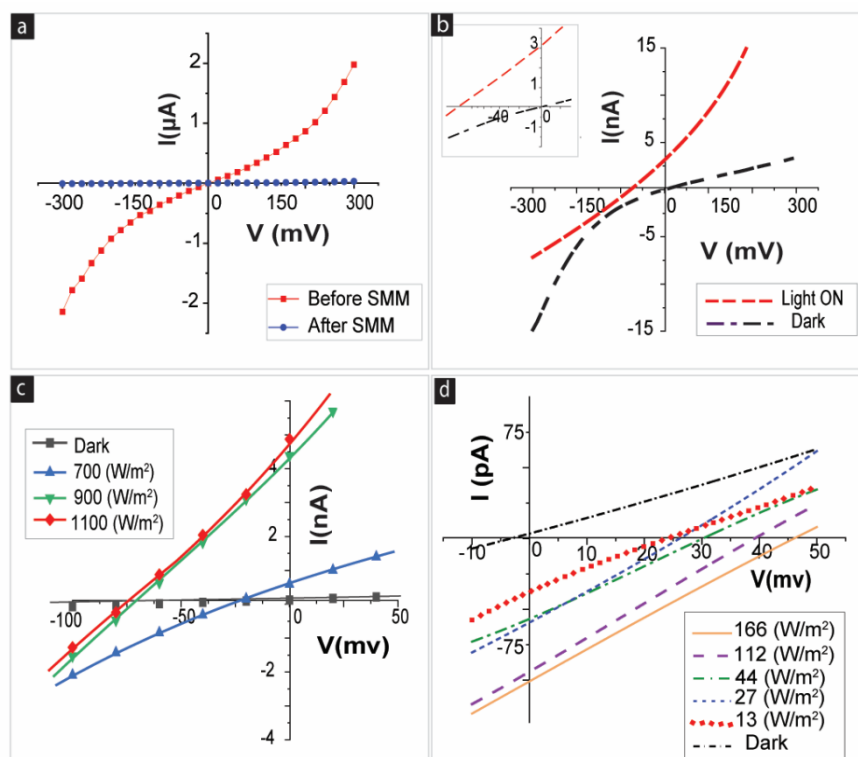 a
I(µA)
2
1
-300
-150
0
150
300
V (mV)
-1
-2
Before SMM
After SMM
b
3
2
1
-40
0
-1
15
I(nA)
5
-300
-150
0
150
300
-5
V (mV)
-15
Light ON
Dark
c
Dark
700 (W/m²)
900 (W/m²)
1100 (W/m²)
4
I(nA)
2
-100
-50
0
50
V(mv)
-2
-4
d
75
I (pA)
-10
0
10
20
30
40
50
V(mv)
-75
166 (W/m²)
112 (W/m²)
44 (W/m²)
27 (W/m²)
13 (W/m²)
Dark